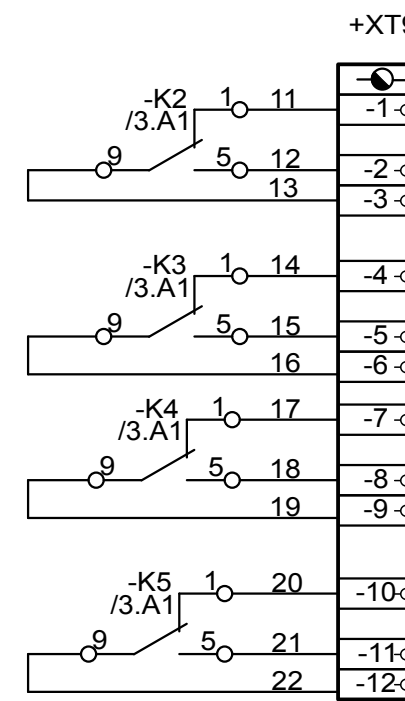 +XT9
-K2 1 11 -1
/3.A1
9 5 12 -2
13 -3
-K3 1 14 -4
/3.A1
9 5 15 -5
16 -6
-K4 1 17 -7
/3.A1
9 5 18 -8
19 -9
-K5 1 20 -10
/3.A1
9 5 21 -11
22 -12